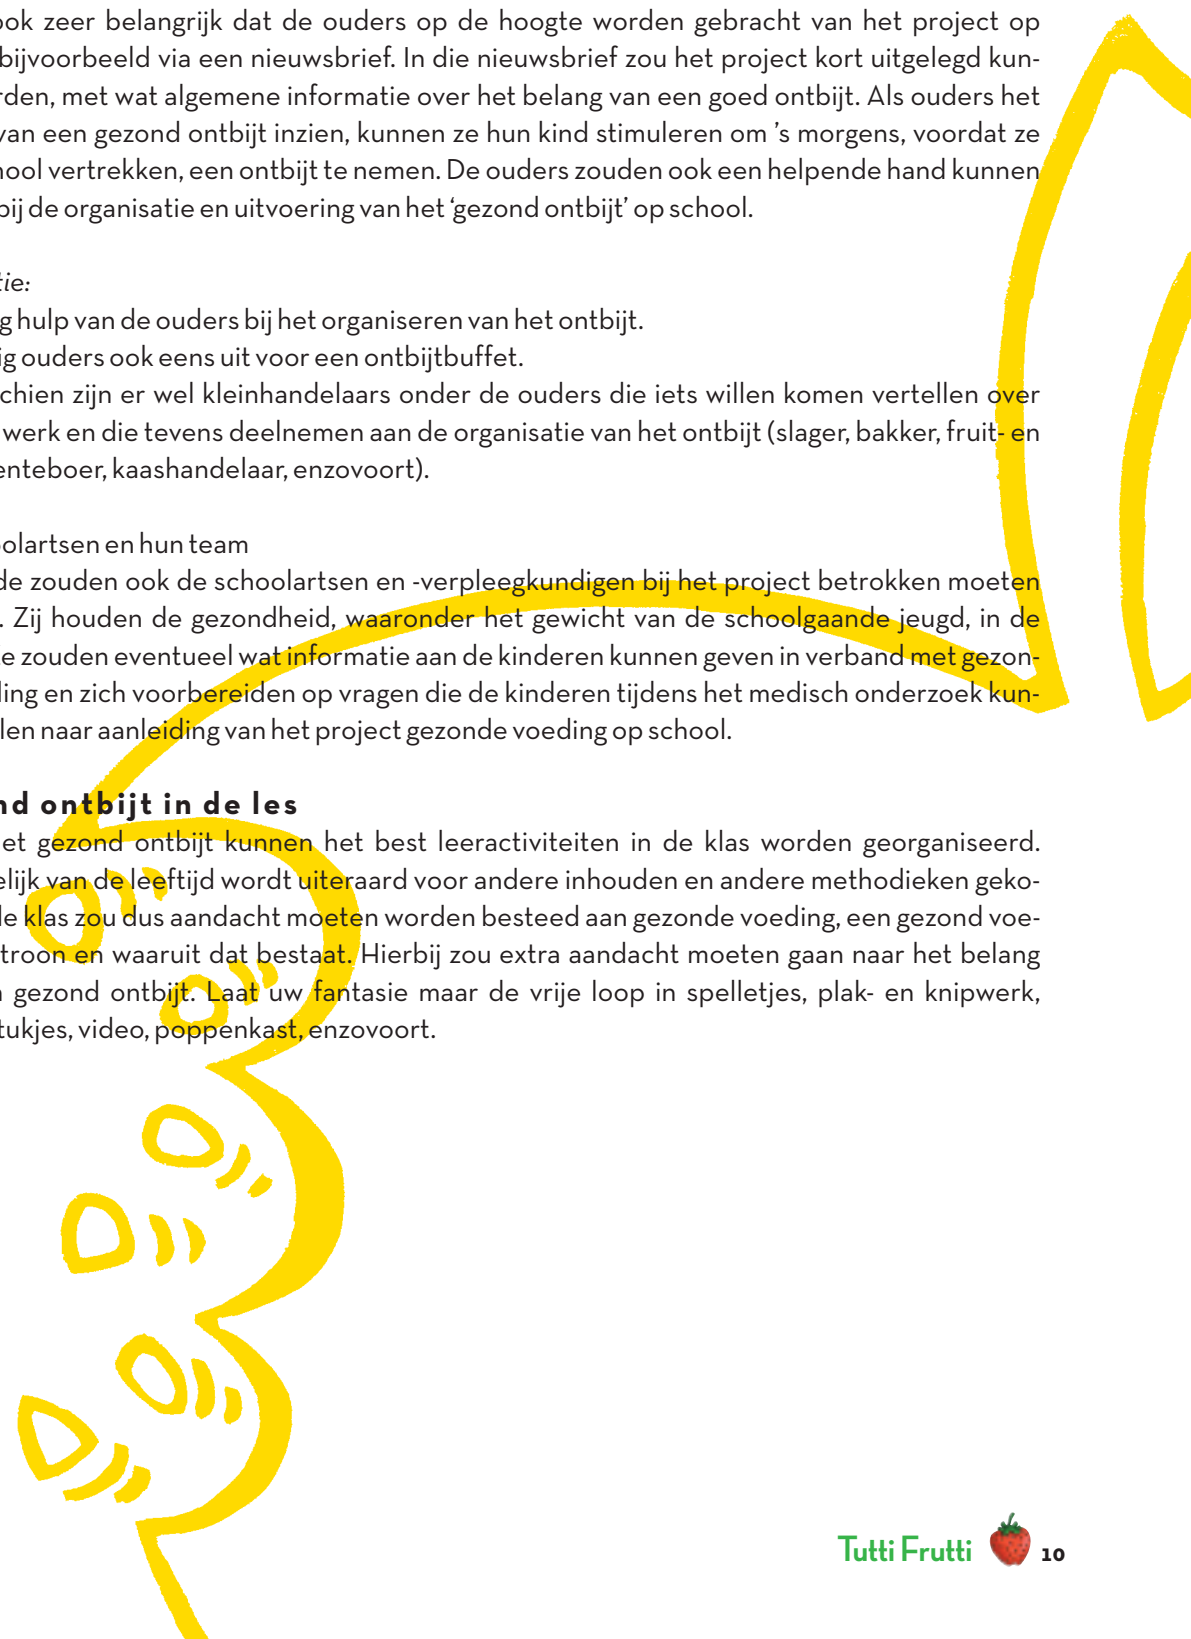 ook zeer belangrijk dat de ouders op de hoogte worden gebracht van het project op
bijvoorbeeld via een nieuwsbrief. In die nieuwsbrief zou het project kort uitgelegd kun-
rden, met wat algemene informatie over het belang van een goed ontbijt. Als ouders het
van een gezond ontbijt inzien, kunnen ze hun kind stimuleren om ’s morgens, voordat ze
hool vertrekken, een ontbijt te nemen. De ouders zouden ook een helpende hand kunnen
bij de organisatie en uitvoering van het ‘gezond ontbijt’ op school.
tie:
g hulp van de ouders bij het organiseren van het ontbijt.
ig ouders ook eens uit voor een ontbijtbuffet.
chien zijn er wel kleinhandelaars onder de ouders die iets willen komen vertellen over
werk en die tevens deelnemen aan de organisatie van het ontbijt (slager, bakker, fruit- en
enteboer, kaashandelaar, enzovoort).
olartsen en hun team
de zouden ook de schoolartsen en -verpleegkundigen bij het project betrokken moeten
. Zij houden de gezondheid, waaronder het gewicht van de schoolgaande jeugd, in de
e zouden eventueel wat informatie aan de kinderen kunnen geven in verband met gezon-
ling en zich voorbereiden op vragen die de kinderen tijdens het medisch onderzoek kun-
len naar aanleiding van het project gezonde voeding op school.
nd ontbijt in de les
et gezond ontbijt kunnen het best leeractiviteiten in de klas worden georganiseerd.
elijk van de leeftijd wordt uiteraard voor andere inhouden en andere methodieken geko-
de klas zou dus aandacht moeten worden besteed aan gezonde voeding, een gezond voe-
troon en waaruit dat bestaat. Hierbij zou extra aandacht moeten gaan naar het belang
n gezond ontbijt. Laat uw fantasie maar de vrije loop in spelletjes, plak- en knipwerk,
tukjes, video, poppenkast, enzovoort.
Tutti Frutti 10